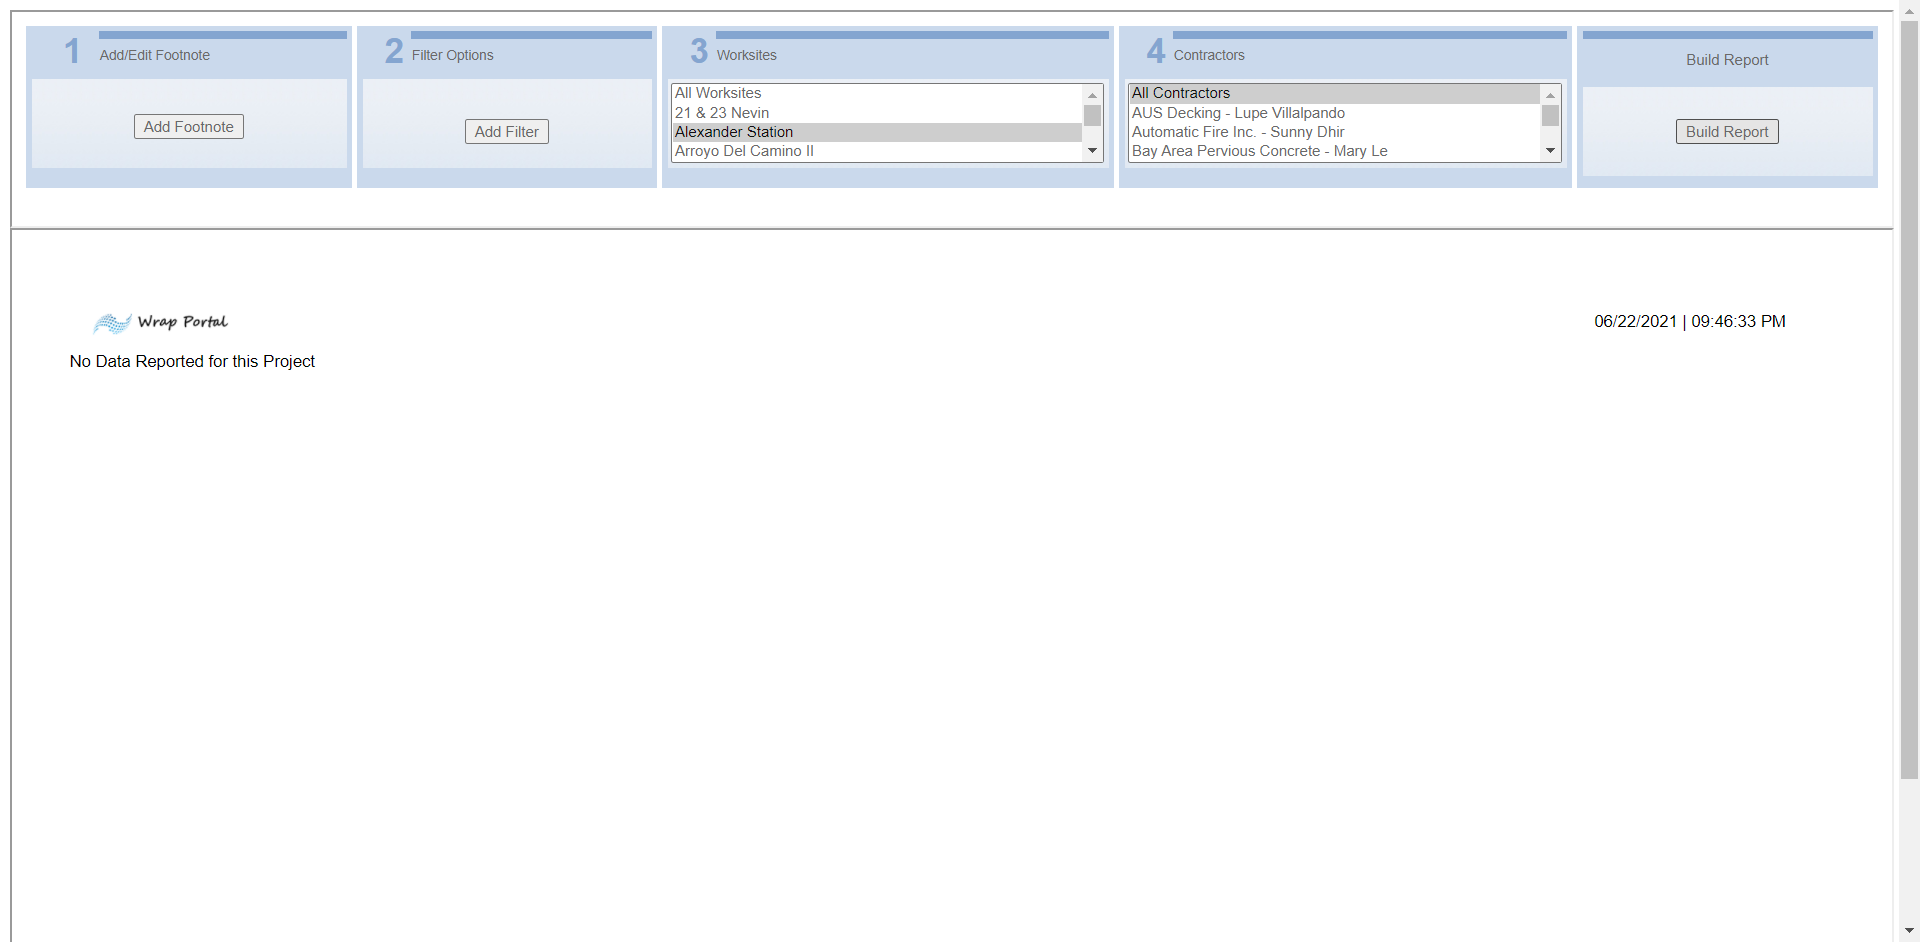 1 Add/Edit Footnote
Add Footnote
2 Filter Options
Add Filter
3 Worksites
All Worksites
21 & 23 Nevin
Alexander Station
Arroyo Del Camino II
4 Contractors
All Contractors
AUS Decking - Lupe Villalpando
Automatic Fire Inc. - Sunny Dhir
Bay Area Pervious Concrete - Mary Le
Build Report
Build Report
Wrap Portal
06/22/2021 | 09:46:33 PM
No Data Reported for this Project